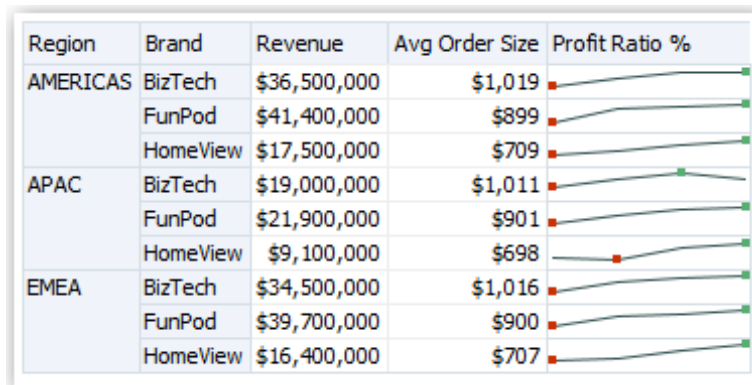 Region Brand Revenue Avg Order Size Profit Ratio %
AMERICAS BizTech $36,500,000 $1,019
FunPod $41,400,000 $899
HomeView $17,500,000 $709
APAC BizTech $19,000,000 $1,011
FunPod $21,900,000 $901
HomeView $9,100,000 $698
EMEA BizTech $34,500,000 $1,016
FunPod $39,700,000 $900
HomeView $16,400,000 $707